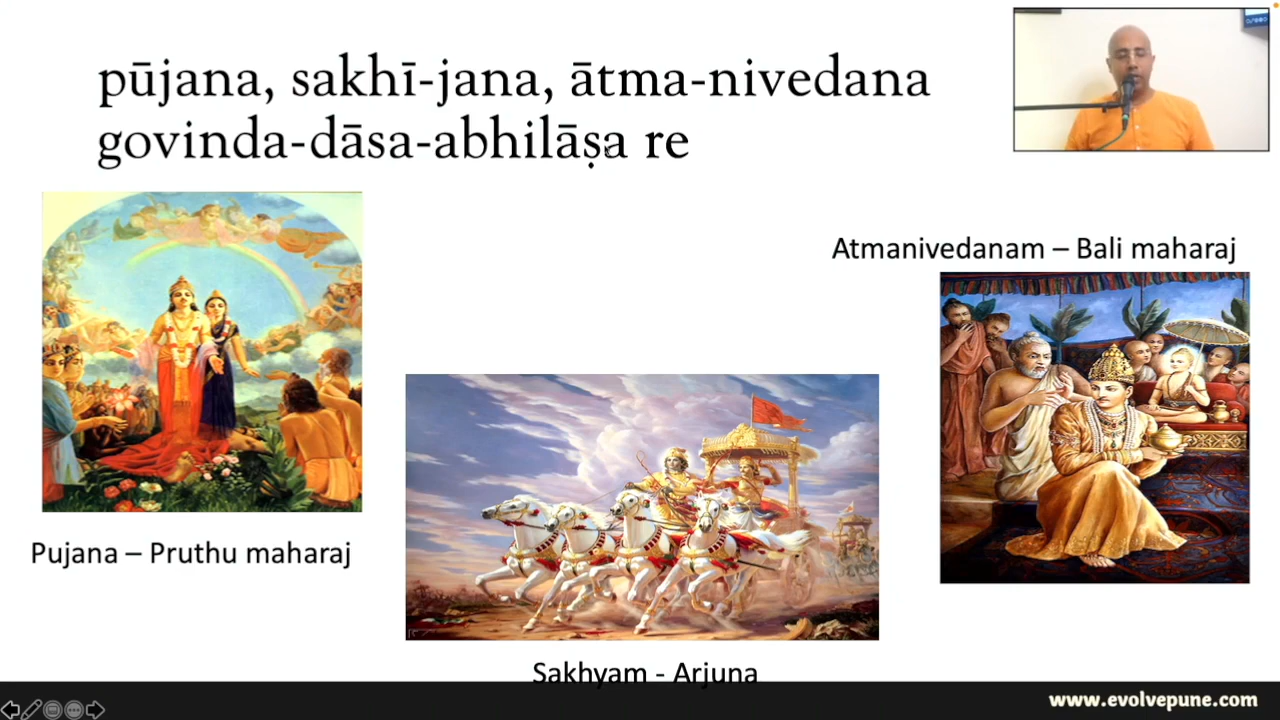 pūjana, sakhī-jana, ātma-nivedana
govinda-dāsa-abhilāṣa re
Atmanivedanam – Bali maharaj
Pujana – Pruthu maharaj
Sakhyam - Arjuna
www.evolvepune.com